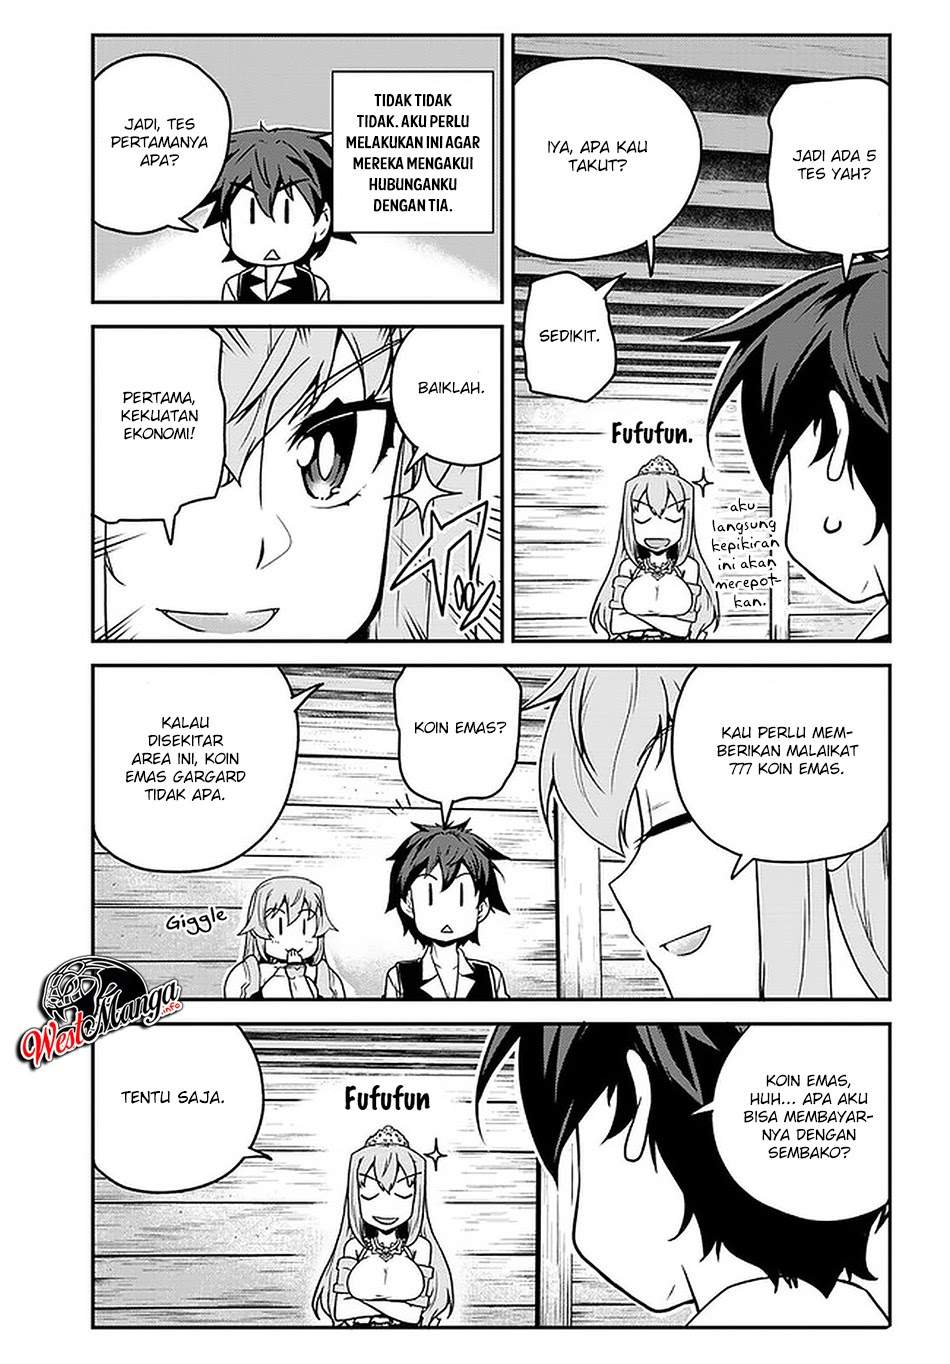 JADI ADA 5
TES YAH?
IYA, APA KAU
TAKUT?
SEDIKIT.
Fufufun.
aku
langsung
kepikiran
ini akan
merepot-
kan.
TIDAK TIDAK
TIDAK. AKU PERLU
MELAKUKAN INI AGAR
MEREKA MENGAKUI
HUBUNGANKU
DENGAN TIA.
JADI, TES
PERTAMANYA
APA?
BAIKLAH.
PERTAMA,
KEKUATAN
EKONOMI!
KAU PERLU MEM-
BERIKAN MALAIKAT
777 KOIN EMAS.
KOIN EMAS?
KALAU
DISEKITAR
AREA INI, KOIN
EMAS GARGARD
TIDAK APA.
Giggle
WestManga
.info
KOIN EMAS,
HUH... APA AKU
BISA MEMBAYAR-
NYA DENGAN
SEMBAKO?
Fufufun
TENTU SAJA.